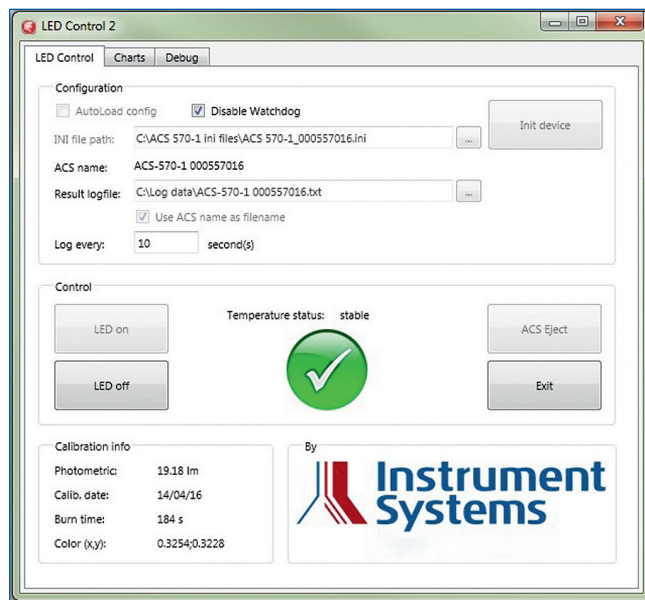 LED Control 2
LED Control Charts Debug
Configuration
AutoLoad config Disable Watchdog
Init device
INI file path: C:\ACS 570-1 ini files\ACS 570-1_000557016.ini ...
ACS name: ACS-570-1 000557016
Result logfile: C:\Log data\ACS-570-1 000557016.txt ...
Use ACS name as filename
Log every: 10 second(s)
Control
LED on
Temperature status: stable
ACS Eject
LED off
Exit
Calibration info
Photometric: 19.18 lm
Calib. date: 14/04/16
Burn time: 184 s
Color (x,y): 0.3254;0.3228
By
Instrument
Systems